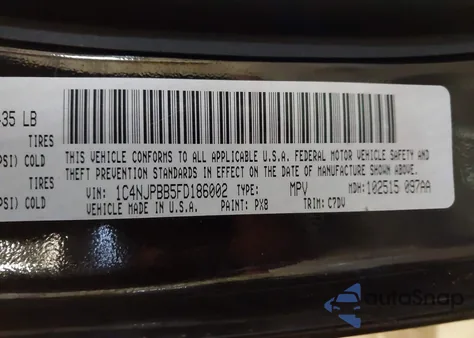 435 LB
TIRES
PSI) COLD
TIRES
PSI) COLD
THIS VEHICLE CONFORMS TO ALL APPLICABLE U.S.A. FEDERAL MOTOR VEHICLE SAFETY AND
THEFT PREVENTION STANDARDS IN EFFECT ON THE DATE OF MANUFACTURE SHOWN ABOVE.
VIN: 1C4NJPBB5FD186002 TYPE: MPV MDH: 102515 097AA
VEHICLE MADE IN U.S.A. PAINT: PX8 TRIM: C7DV
autoSnap